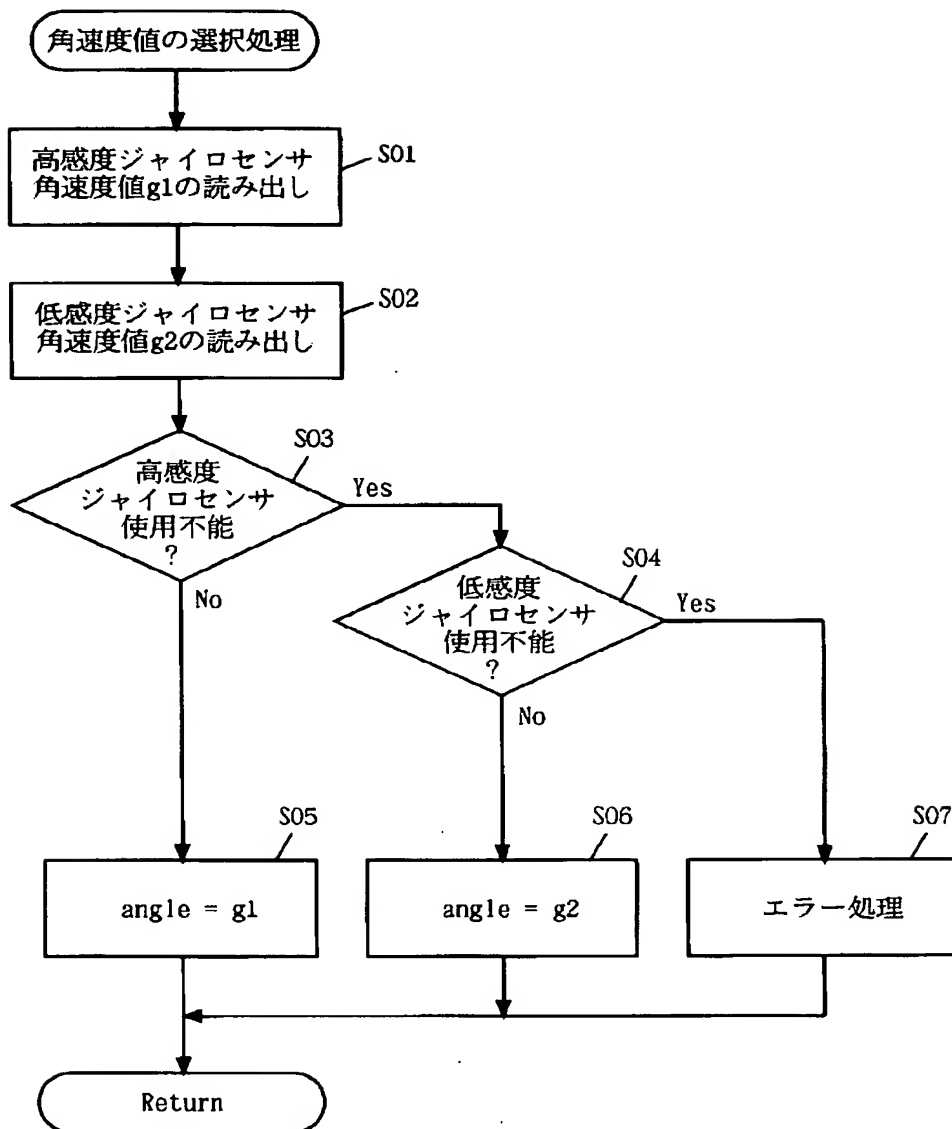 角速度値の選択処理
高感度ジャイロセンサ
角速度値g1の読み出し
S01
低感度ジャイロセンサ
角速度値g2の読み出し
S02
S03
高感度
ジャイロセンサ
使用不能
?
Yes
No
S04
低感度
ジャイロセンサ
使用不能
?
Yes
No
S05
angle = g1
S06
angle = g2
S07
エラー処理
Return